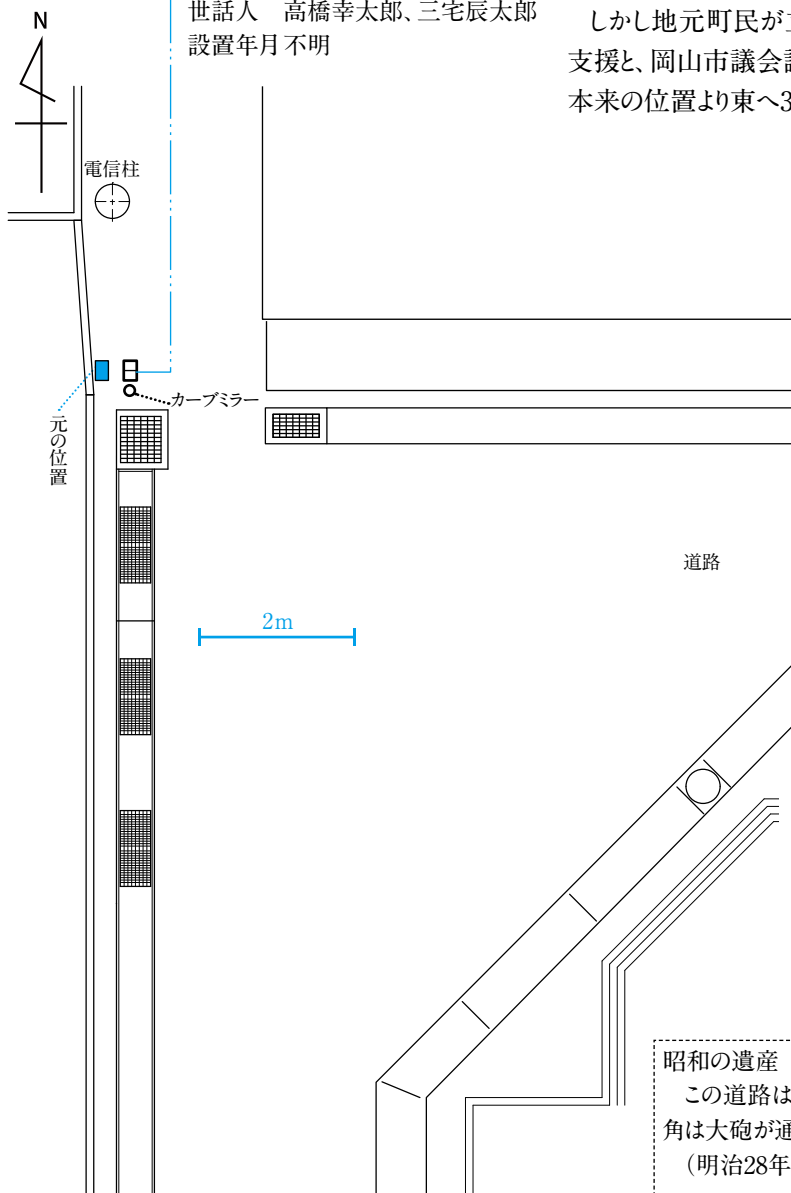 世話人　高橋幸太郎、三宅辰太郎
設置年月不明
しかし地元町民が
支援と、岡山市議会
本来の位置より東へ3
N
電信柱
カーブミラー
元の位置
道路
2m
昭和の遺産
この道路は
角は大砲が通
（明治28年